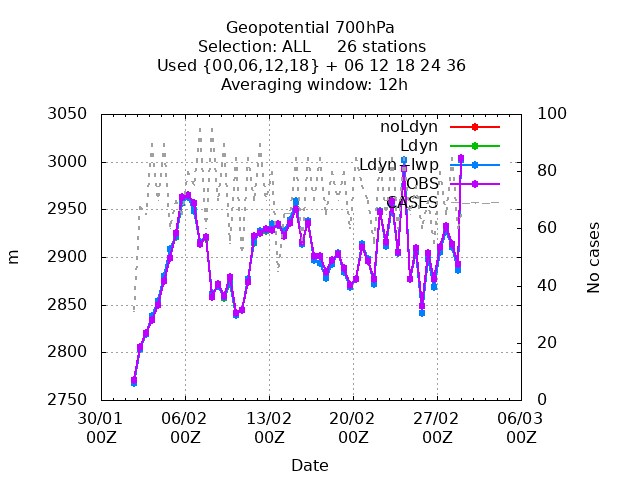 Geopotential 700hPa
Selection: ALL 26 stations
Used {00,06,12,18} + 06 12 18 24 36
Averaging window: 12h
3050 100
noLdyn
Ldyn
3000 80
Ldyn+lwp
OBS
2950 CASES
60
2900
m
No cases
2850 40
2800 20
2750 0
30/01 06/02 13/02 20/02 27/02 06/03
00Z 00Z 00Z 00Z 00Z 00Z
Date